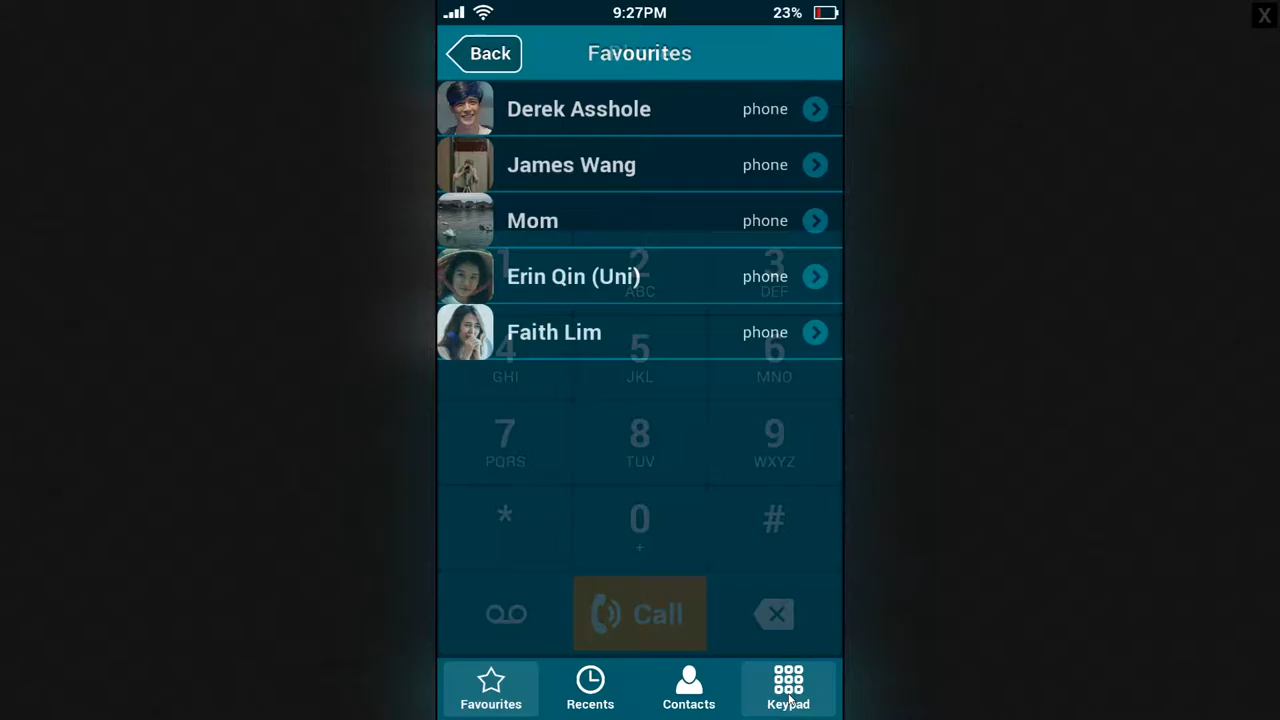 9:27PM 23%
X
Back Favourites
Derek Asshole phone
James Wang phone
Mom phone
Erin Qin (Uni) phone
Faith Lim phone
1 2 3
ABC DEF
4 5 6
GHI JKL MNO
7 8 9
PQRS TUV WXYZ
* 0 #
+
Call
Favourites Recents Contacts Keypad